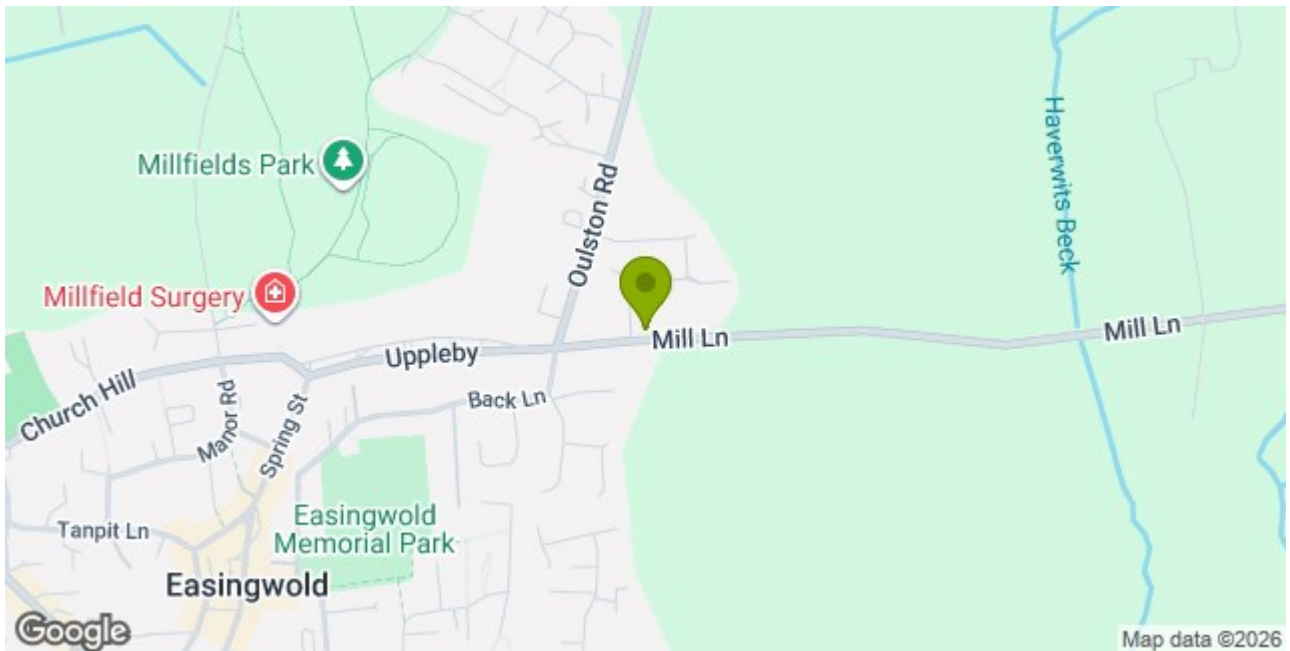 Millfields Park
Oulston Rd
Haverwits Beck
Millfield Surgery
Mill Ln
Mill Ln
Uppleby
Church Hill
Manor Rd
Spring St
Back Ln
Easingwold
Memorial Park
Tanpit Ln
Easingwold
Google
Map data ©2026